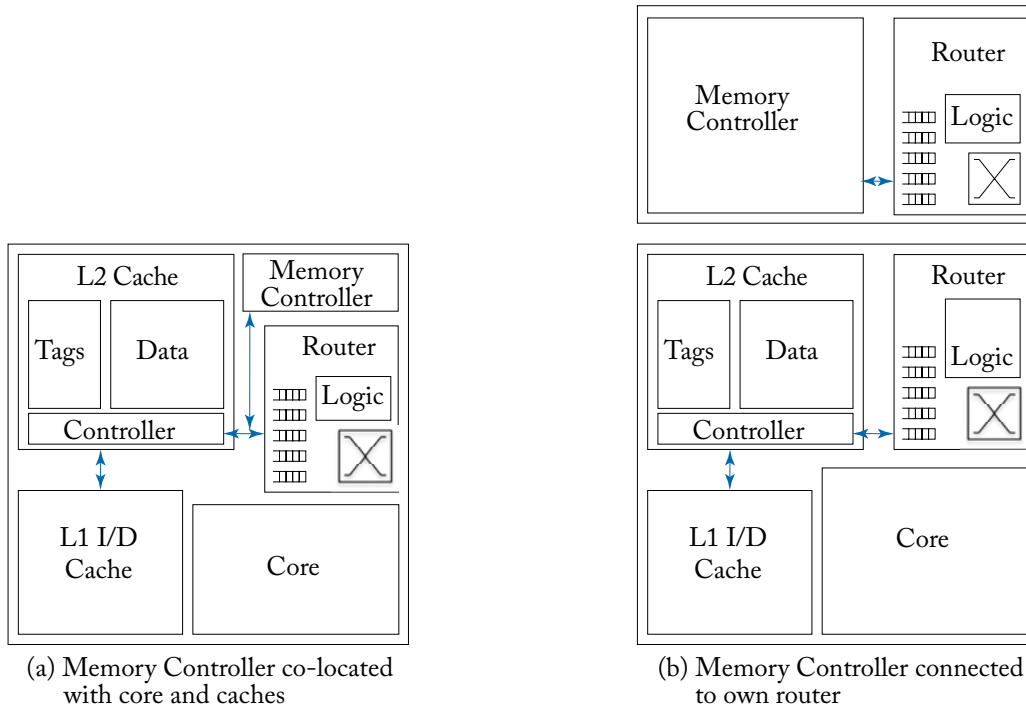 Memory
Controller
Router
Logic
L2 Cache
Tags
Data
Controller
Memory
Controller
Router
Logic
L1 I/D
Cache
Core
(a) Memory Controller co-located
with core and caches
L2 Cache
Tags
Data
Controller
Router
Logic
L1 I/D
Cache
Core
(b) Memory Controller connected
to own router